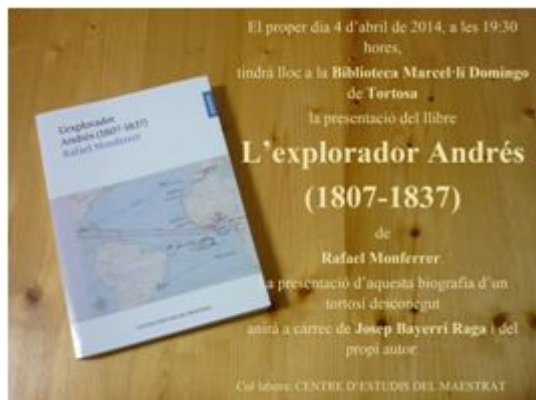 El proper dia 4 d'abril de 2014, a les 19:30
hores,
tindrà lloc a la Biblioteca Marcel·lí Domingo
de Tortosa
la presentació del llibre
L'explorador Andrés
(1807-1837)
de
Rafael Monferrer.
La presentació d'aquesta biografia d'un
tortosí desconegut
anirà a càrrec de Josep Bayerri Raga i del
propi autor.
Col·labora: CENTRE D'ESTUDIS DEL MAESTRAT
L'explorador
Andrés (1807-1837)
Rafael Monferrer